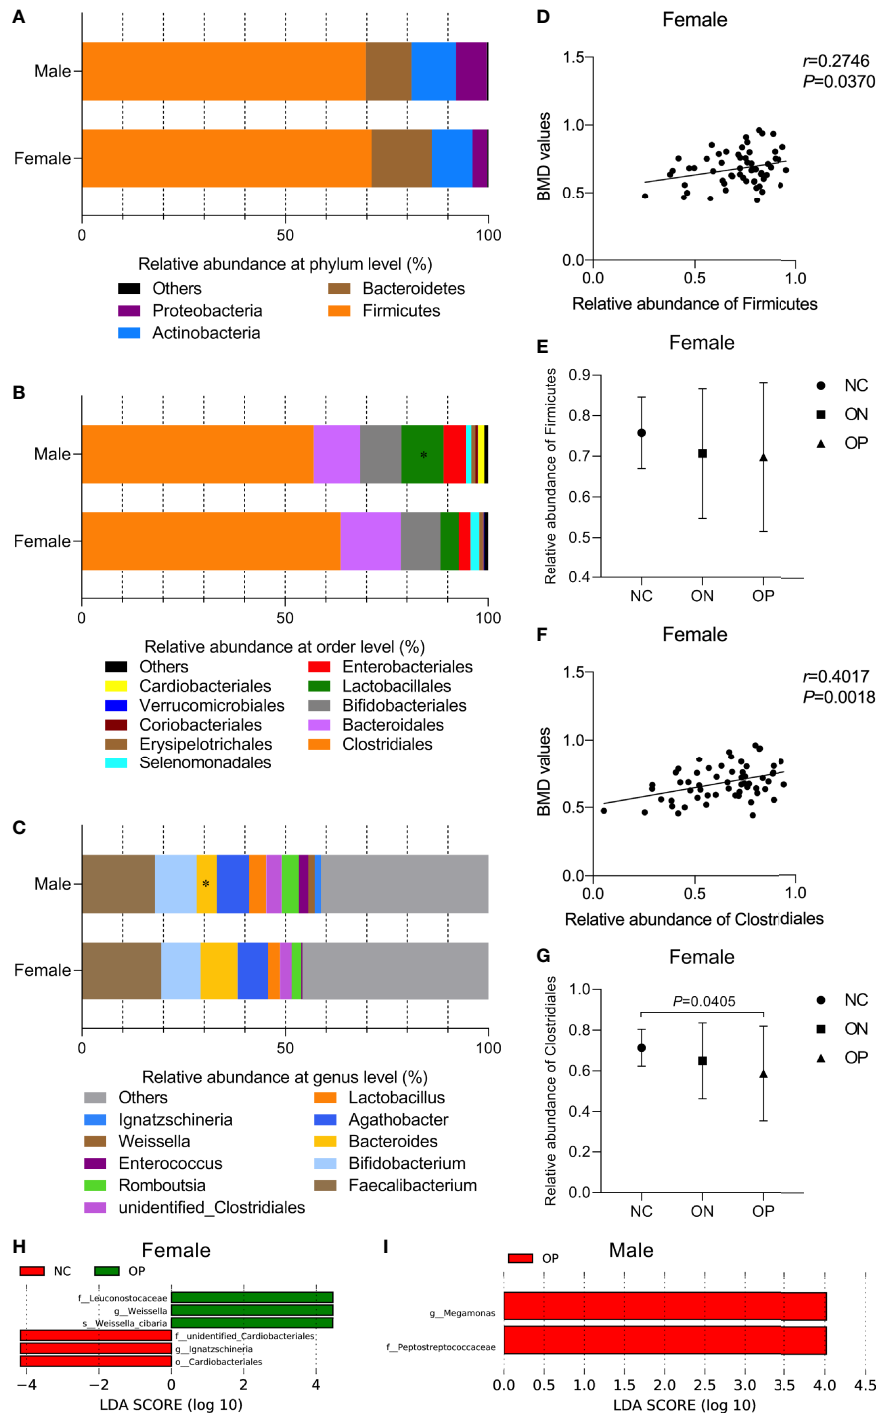 A
Male
Female
0 50 100
Relative abundance at phylum level (%)
Others Bacteroidetes
Proteobacteria Firmicutes
Actinobacteria
B
Male
*
Female
0 50 100
Relative abundance at order level (%)
Others Enterobacteriales
Cardiobacteriales Lactobacillales
Verrucomicrobiales Bifidobacteriales
Coriobacteriales Bacteroidales
Erysipelotrichales Clostridiales
Selenomonadales
C
Male
*
Female
0 50 100
Relative abundance at genus level (%)
Others Lactobacillus
Ignatzschineria Agathobacter
Weissella Bacteroides
Enterococcus Bifidobacterium
Romboutsia Faecalibacterium
unidentified_Clostridiales
D
Female
r=0.2746
P=0.0370
BMD values
1.5
1.0
0.5
0.0
0.0 0.5 1.0
Relative abundance of Firmicutes
E
Female
Relative abundance of Firmicutes
0.9
0.8
0.7
0.6
0.5
0.4
NC ON OP
NC
ON
OP
F
Female
r=0.4017
P=0.0018
BMD values
1.5
1.0
0.5
0.0
0.0 0.5 1.0
Relative abundance of Clostridiales
G
Female
Relative abundance of Clostridiales
1.0
0.8
0.6
0.4
0.2
0.0
P=0.0405
NC ON OP
NC
ON
OP
H
Female
NC OP
f__Leuconostocaceae
g__Weissella
s__Weissella_cibaria
f__unidentified_Cardiobacteriales
g__Ignatzschineria
o__Cardiobacteriales
−4 −2 0 2 4
LDA SCORE (log 10)
I
Male
OP
g__Megamonas
f__Peptostreptococcaceae
0.0 0.5 1.0 1.5 2.0 2.5 3.0 3.5 4.0 4.5
LDA SCORE (log 10)